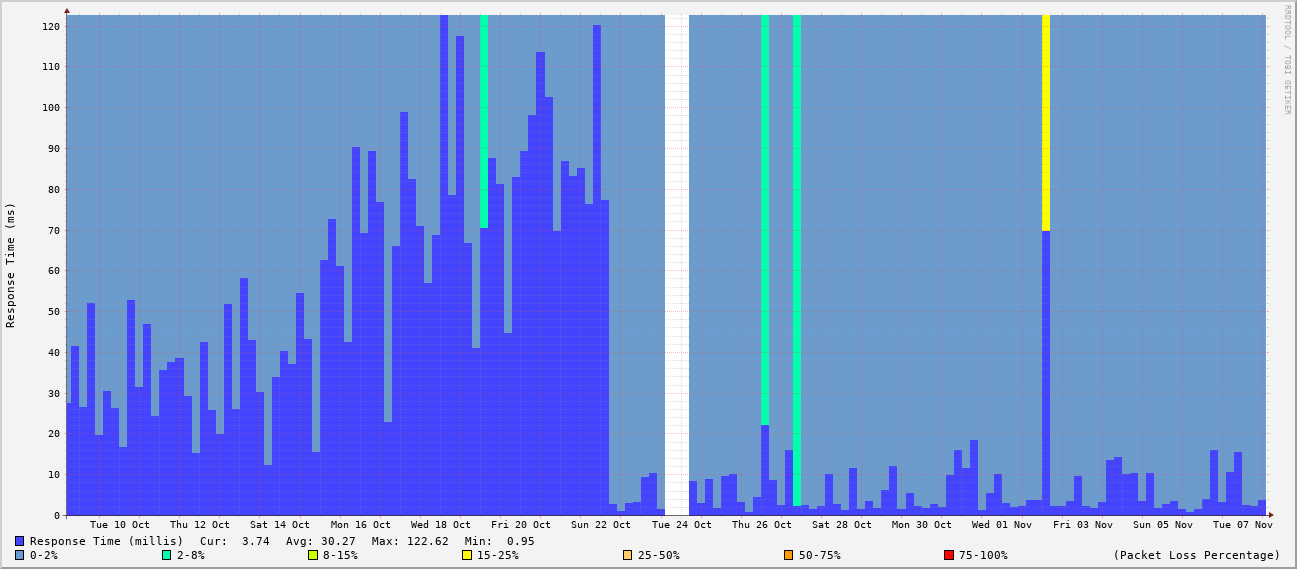 RRDTOOL / TOBI OETIKER
Response Time (ms)
120
110
100
90
80
70
60
50
40
30
20
10
0
Tue 10 Oct Thu 12 Oct Sat 14 Oct Mon 16 Oct Wed 18 Oct Fri 20 Oct Sun 22 Oct Tue 24 Oct Thu 26 Oct Sat 28 Oct Mon 30 Oct Wed 01 Nov Fri 03 Nov Sun 05 Nov Tue 07 Nov
Response Time (millis) Cur: 3.74 Avg: 30.27 Max: 122.62 Min: 0.95
0-2% 2-8% 8-15% 15-25% 25-50% 50-75% 75-100% (Packet Loss Percentage)